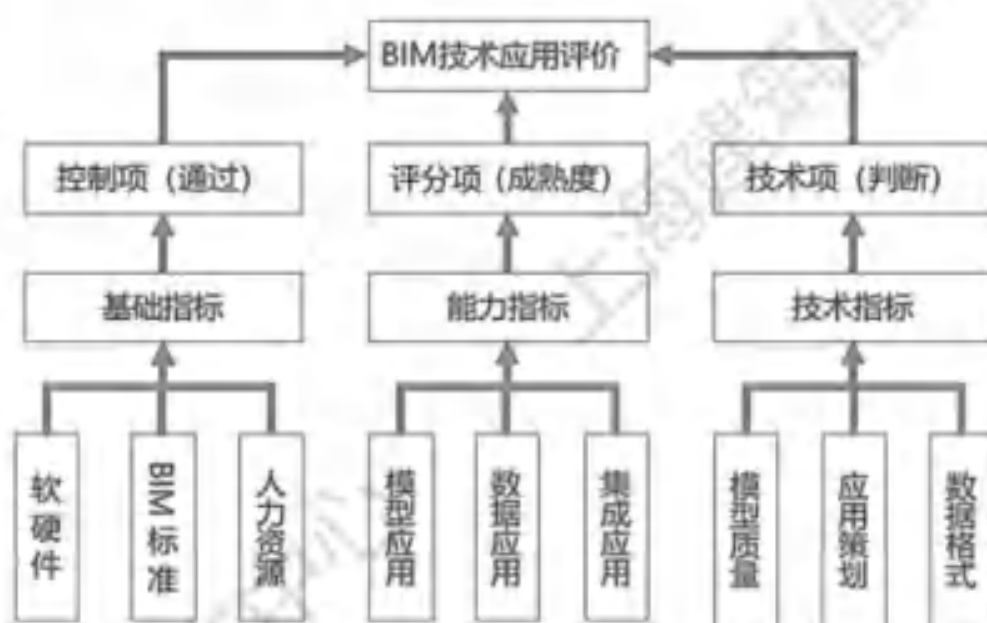 BIM技术应用评价
控制项（通过）
评分项（成熟度）
技术项（判断）
基础指标
能力指标
技术指标
软硬件
BIM标准
人力资源
模型应用
数据应用
集成应用
模型质量
应用策划
数据格式